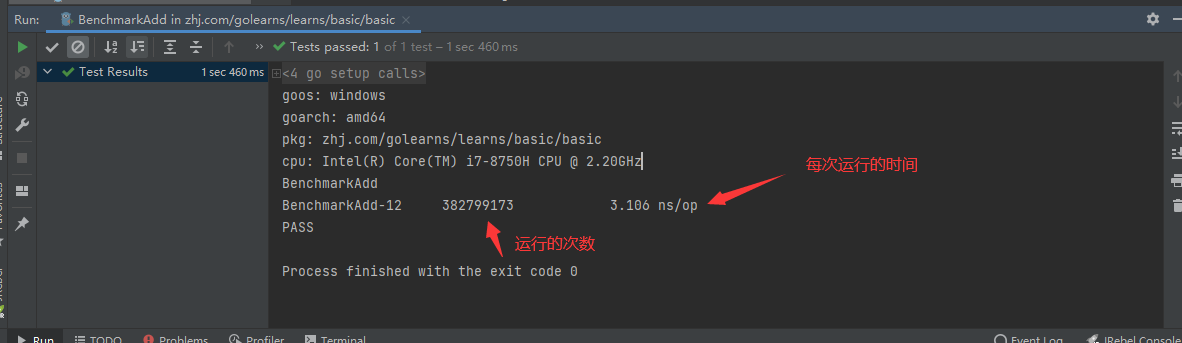 Run: BenchmarkAdd in zhj.com/golearns/learns/basic/basic ×
Tests passed: 1 of 1 test – 1 sec 460 ms
Test Results 1 sec 460 ms
<4 go setup calls>
goos: windows
goarch: amd64
pkg: zhj.com/golearns/learns/basic/basic
cpu: Intel(R) Core(TM) i7-8750H CPU @ 2.20GHz
每次运行的时间
BenchmarkAdd
BenchmarkAdd-12 382799173 3.106 ns/op
PASS
运行的次数
Process finished with the exit code 0
Run TODO Problems Profiler Terminal Event Log JRebel Console